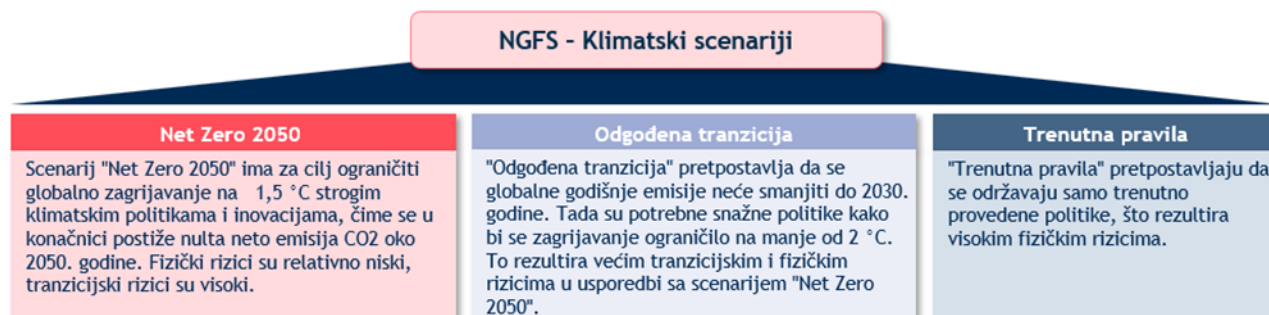 NGFS – Klimatski scenariji
Net Zero 2050
Scenarij "Net Zero 2050" ima za cilj ograničiti
globalno zagrijavanje na 1,5 °C strogim
klimatskim politikama i inovacijama, čime se u
konačnici postiže nulta neto emisija CO2 oko
2050. godine. Fizički rizici su relativno niski,
tranzicijski rizici su visoki.
Odgođena tranzicija
"Odgođena tranzicija" pretpostavlja da se
globalne godišnje emisije neće smanjiti do 2030.
godine. Tada su potrebne snažne politike kako
bi se zagrijavanje ograničilo na manje od 2 °C.
To rezultira većim tranzicijskim i fizičkim
rizicima u usporedbi sa scenarijem "Net Zero
2050".
Trenutna pravila
"Trenutna pravila" pretpostavljaju da
se održavaju samo trenutno
provedene politike, što rezultira
visokim fizičkim rizicima.